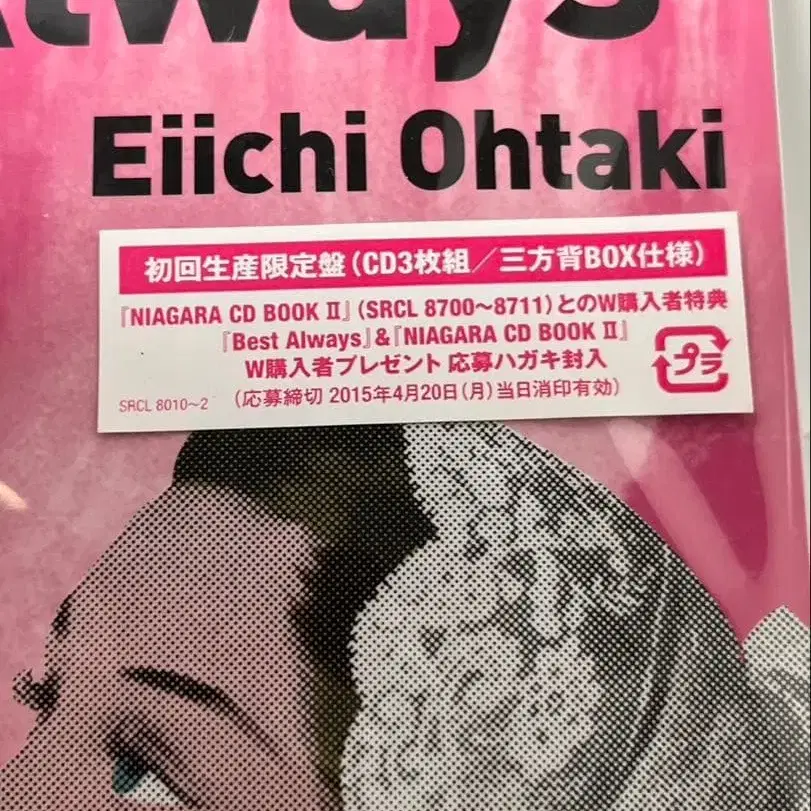 Always
Eiichi Ohtaki
初回生産限定盤(CD3枚組／三方背BOX仕様)
『NIAGARA CD BOOK Ⅱ』(SRCL 8700〜8711)とのW購入者特典
『Best Always』&『NIAGARA CD BOOK Ⅱ』
W購入者プレゼント 応募ハガキ封入
プラ
SRCL 8010〜2 (応募締切 2015年4月20日(月)当日消印有効)